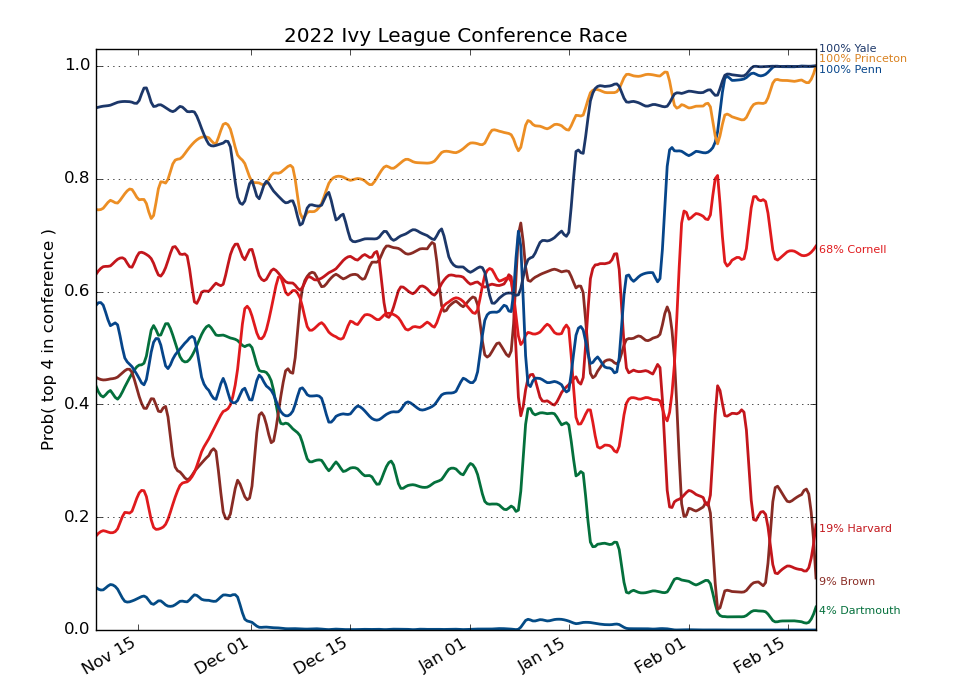 2022 Ivy League Conference Race
Prob( top 4 in conference )
1.0
0.8
0.6
0.4
0.2
0.0
Nov 15
Dec 01
Dec 15
Jan 01
Jan 15
Feb 01
Feb 15
100% Yale
100% Princeton
100% Penn
68% Cornell
19% Harvard
9% Brown
4% Dartmouth